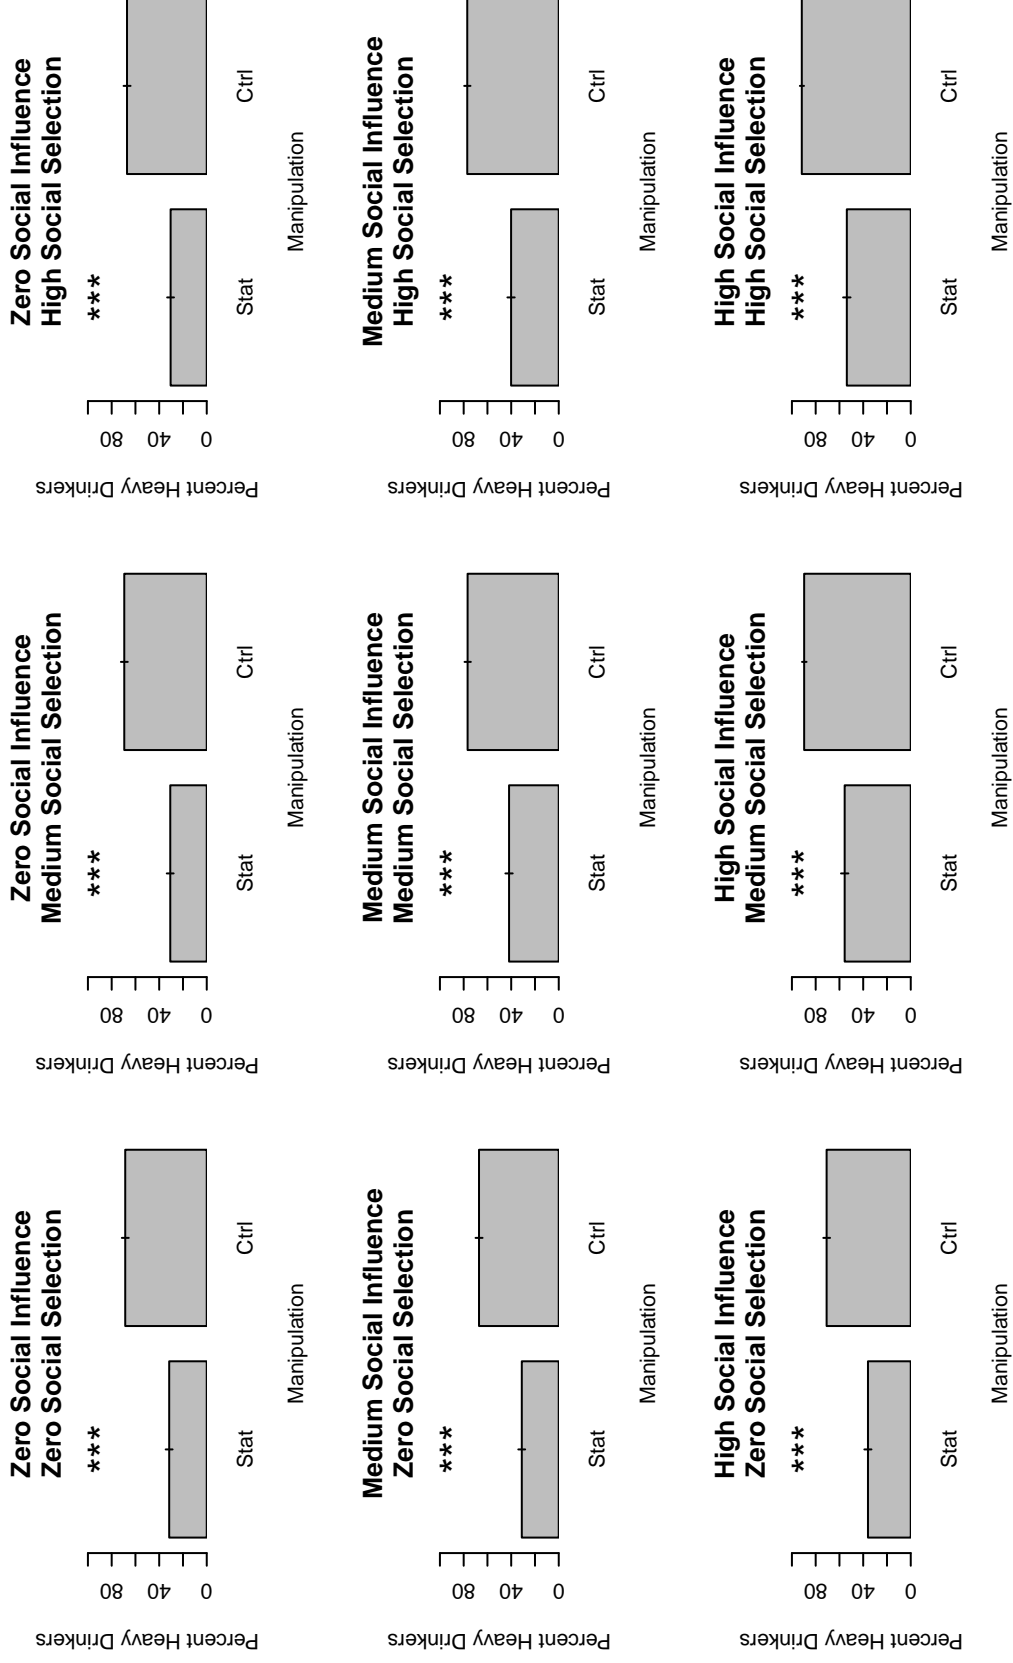 Zero Social Influence
Zero Social Selection
***
Percent Heavy Drinkers
80
40
0
Stat
Ctrl
Manipulation
Zero Social Influence
Medium Social Selection
***
Percent Heavy Drinkers
80
40
0
Stat
Ctrl
Manipulation
Zero Social Influence
High Social Selection
***
Percent Heavy Drinkers
80
40
0
Stat
Ctrl
Manipulation
Medium Social Influence
Zero Social Selection
***
Percent Heavy Drinkers
80
40
0
Stat
Ctrl
Manipulation
Medium Social Influence
Medium Social Selection
***
Percent Heavy Drinkers
80
40
0
Stat
Ctrl
Manipulation
Medium Social Influence
High Social Selection
***
Percent Heavy Drinkers
80
40
0
Stat
Ctrl
Manipulation
High Social Influence
Zero Social Selection
***
Percent Heavy Drinkers
80
40
0
Stat
Ctrl
Manipulation
High Social Influence
Medium Social Selection
***
Percent Heavy Drinkers
80
40
0
Stat
Ctrl
Manipulation
High Social Influence
High Social Selection
***
Percent Heavy Drinkers
80
40
0
Stat
Ctrl
Manipulation